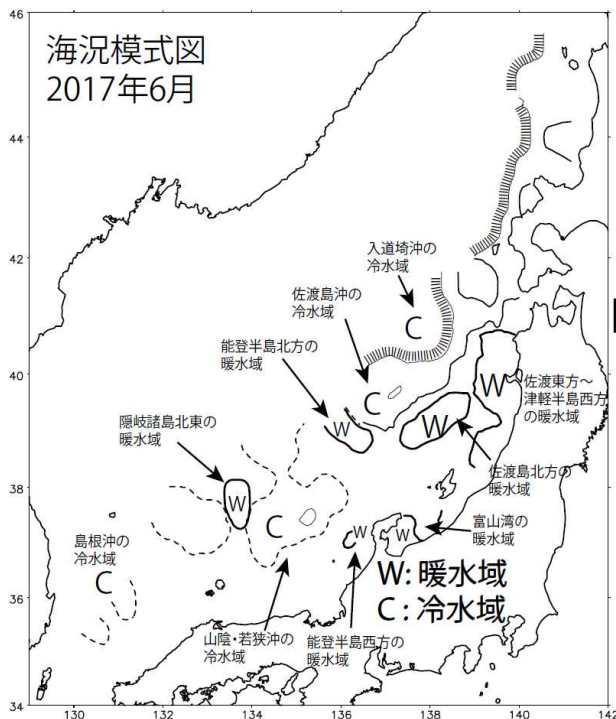 海況模式図
2017年6月
46
44
42
40
38
36
34
130
132
134
136
138
140
142
入道埼沖の
冷水域
C
佐渡島沖の
冷水域
C
能登半島北方の
暖水域
W
W
佐渡東方～
津軽半島西方
の暖水域
W
佐渡島北方の
暖水域
隠岐諸島北東の
暖水域
W
富山湾の
暖水域
W
島根沖の
冷水域
C
C
W
W: 暖水域
C : 冷水域
山陰・若狭沖の
冷水域
能登半島西方の
暖水域